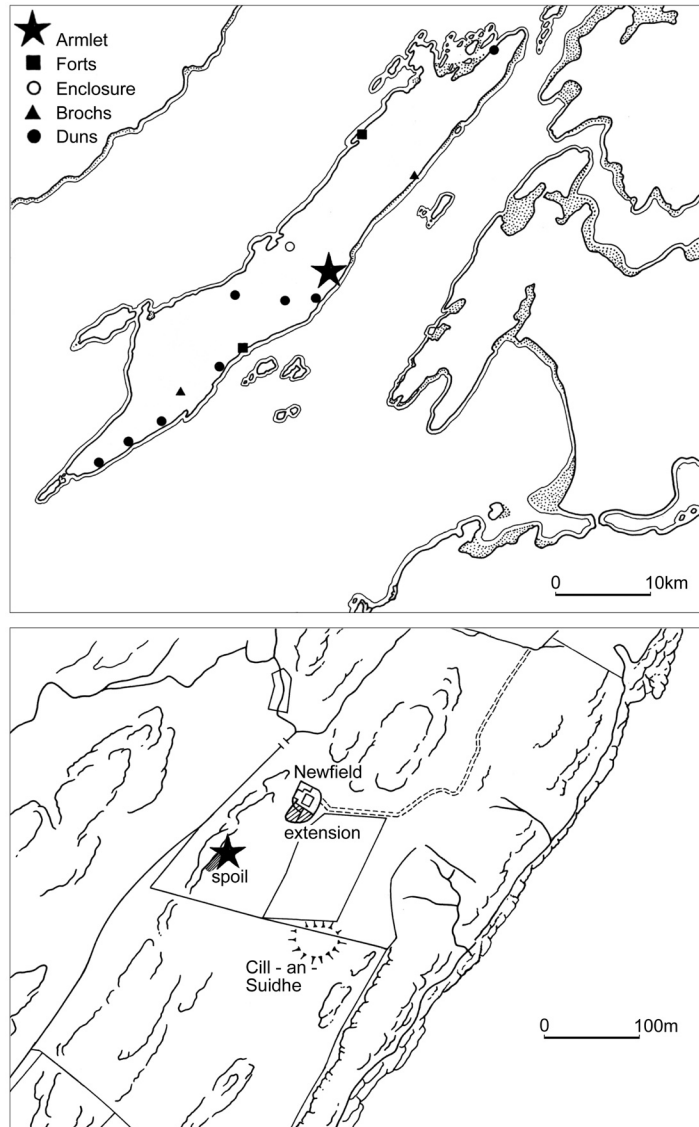 Armlet
Forts
Enclosure
Brochs
Duns
0 10km
Newfield
extension
spoil
Cill - an -
Suidhe
0 100m